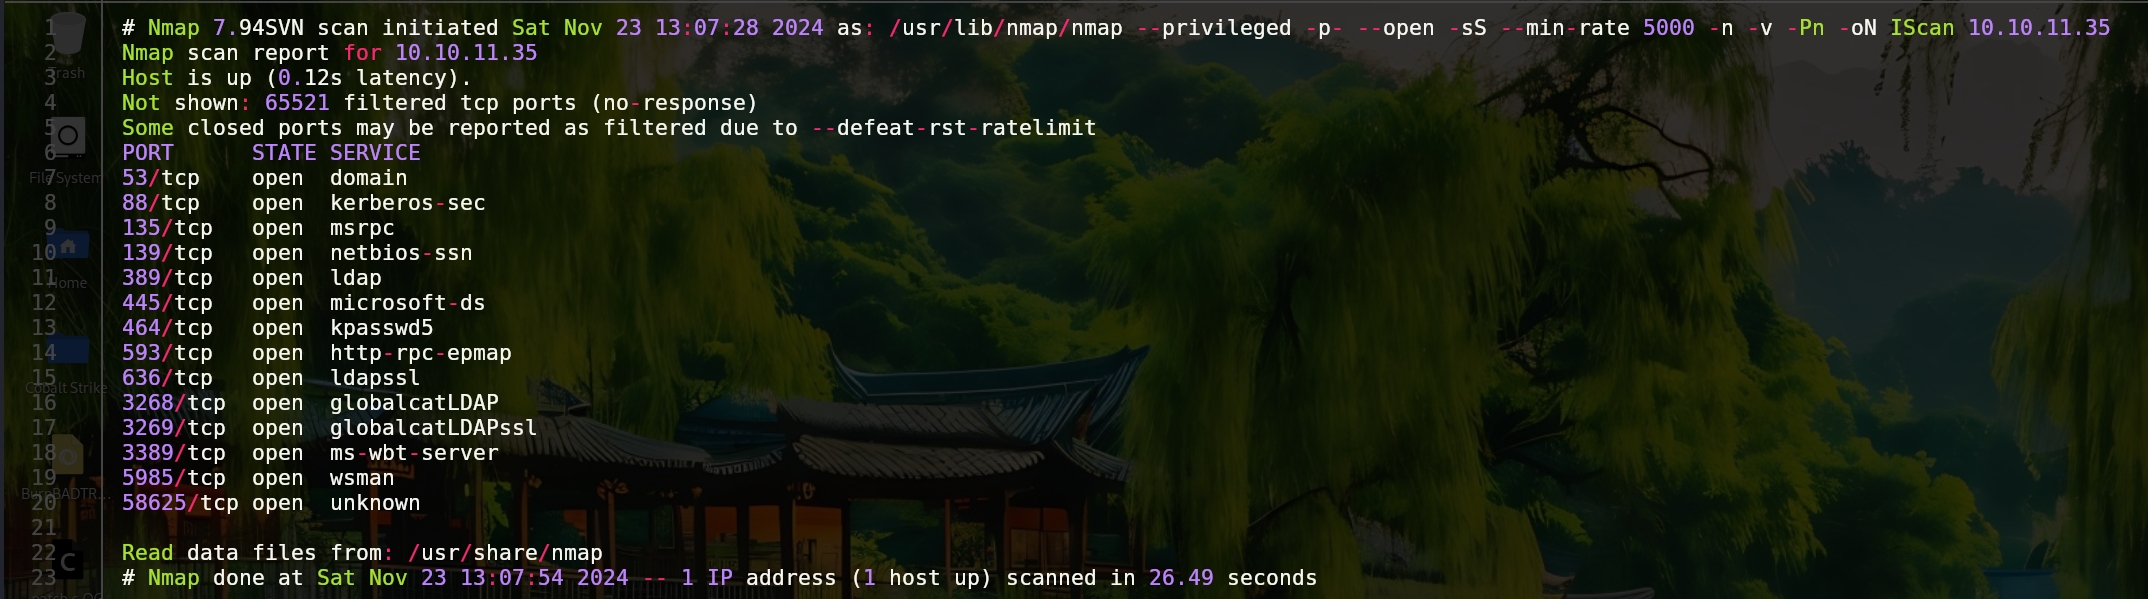 1 # Nmap 7.94SVN scan initiated Sat Nov 23 13:07:28 2024 as: /usr/lib/nmap/nmap --privileged -p- --open -sS --min-rate 5000 -n -v -Pn -oN IScan 10.10.11.35
2 Nmap scan report for 10.10.11.35
Trash
3 Host is up (0.12s latency).
4 Not shown: 65521 filtered tcp ports (no-response)
5 Some closed ports may be reported as filtered due to --defeat-rst-ratelimit
6 PORT      STATE SERVICE
File System
7 53/tcp    open  domain
8 88/tcp    open  kerberos-sec
9 135/tcp   open  msrpc
10 139/tcp   open  netbios-ssn
Home
11 389/tcp   open  ldap
12 445/tcp   open  microsoft-ds
13 464/tcp   open  kpasswd5
14 593/tcp   open  http-rpc-epmap
15 636/tcp   open  ldapssl
Cobalt Strike
16 3268/tcp  open  globalcatLDAP
17 3269/tcp  open  globalcatLDAPssl
18 3389/tcp  open  ms-wbt-server
19 5985/tcp  open  wsman
20 58625/tcp open  unknown
21
22 Read data files from: /usr/share/nmap
23 # Nmap done at Sat Nov 23 13:07:54 2024 -- 1 IP address (1 host up) scanned in 26.49 seconds